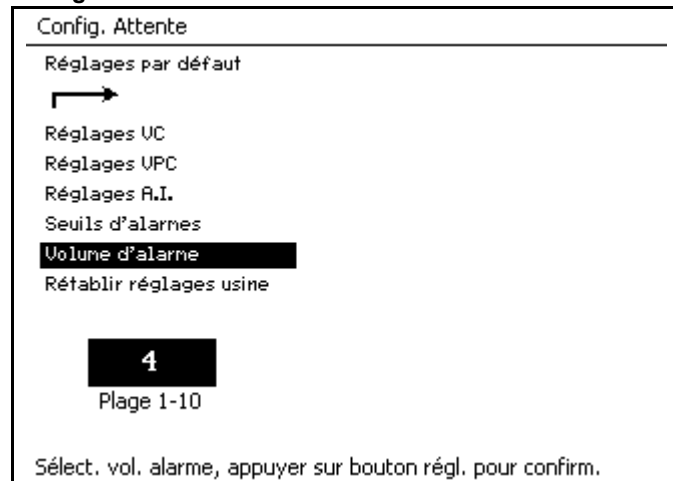 Config. Attente
Réglages par défaut
Réglages VC
Réglages VPC
Réglages A.I.
Seuils d'alarmes
Volume d'alarme
Rétablir réglages usine
4
Plage 1-10
Sélect. vol. alarme, appuyer sur bouton régl. pour confirm.